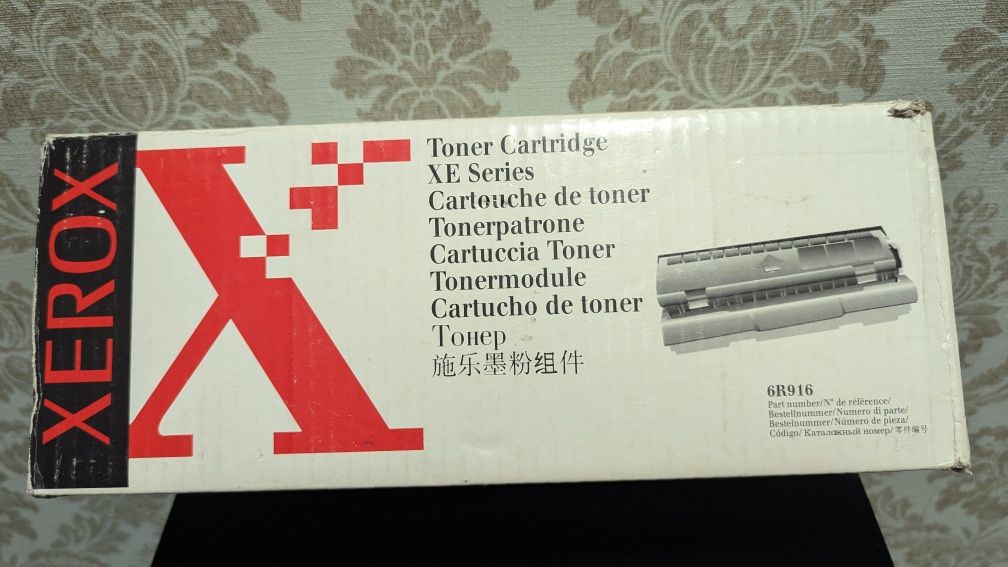 XEROX
Toner Cartridge
XE Series
Cartouche de toner
Tonerpatrone
Cartuccia Toner
Tonermodule
Cartucho de toner
Тонер
施乐墨粉组件
6R916
Part number/N° de référence/
Bestellnummer/Numero di parte/
Bestelnummer/Número de pieza/
Código/ Каталожный номер/ 零件编号